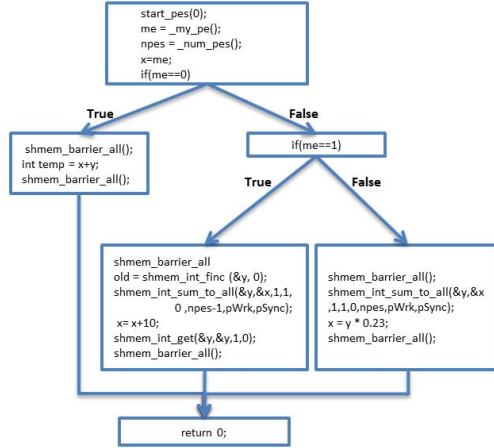 start_pes(0);
me = _my_pe();
npes = _num_pes();
x=me;
if(me==0)
True
False
shmem_barrier_all();
int temp = x+y;
shmem_barrier_all();
if(me==1)
True
False
shmem_barrier_all
old = shmem_int_finc (&y, 0);
shmem_int_sum_to_all(&y,&x,1,1,
0 ,npes-1,pWrk,pSync);
x= x+10;
shmem_int_get(&y,&y,1,0);
shmem_barrier_all();
shmem_barrier_all();
shmem_int_sum_to_all(&y,&x
,1,1,0,npes,pWrk,pSync);
x = y * 0.23;
shmem_barrier_all();
return 0;